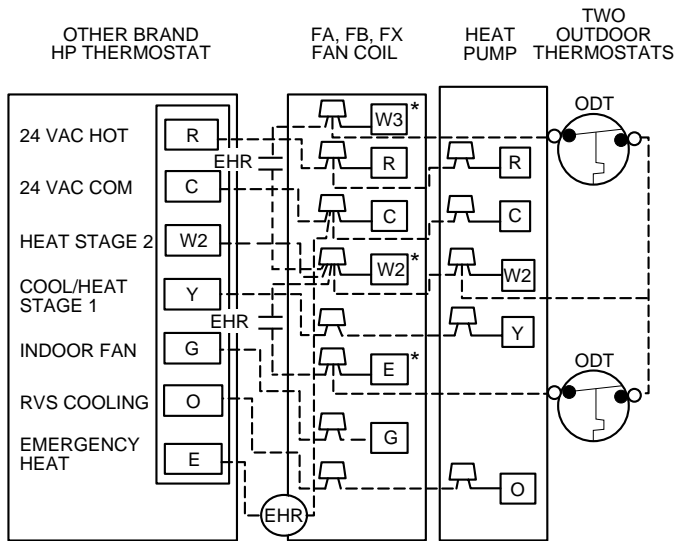 OTHER BRAND
HP THERMOSTAT
FA, FB, FX
FAN COIL
HEAT
PUMP
TWO
OUTDOOR
THERMOSTATS
24 VAC HOT
R
24 VAC COM
C
HEAT STAGE 2
W2
COOL/HEAT
STAGE 1
Y
INDOOR FAN
G
RVS COOLING
O
EMERGENCY
HEAT
E
EHR
EHR
EHR
W3*
R
C
W2*
E*
G
R
C
W2
Y
O
ODT
ODT